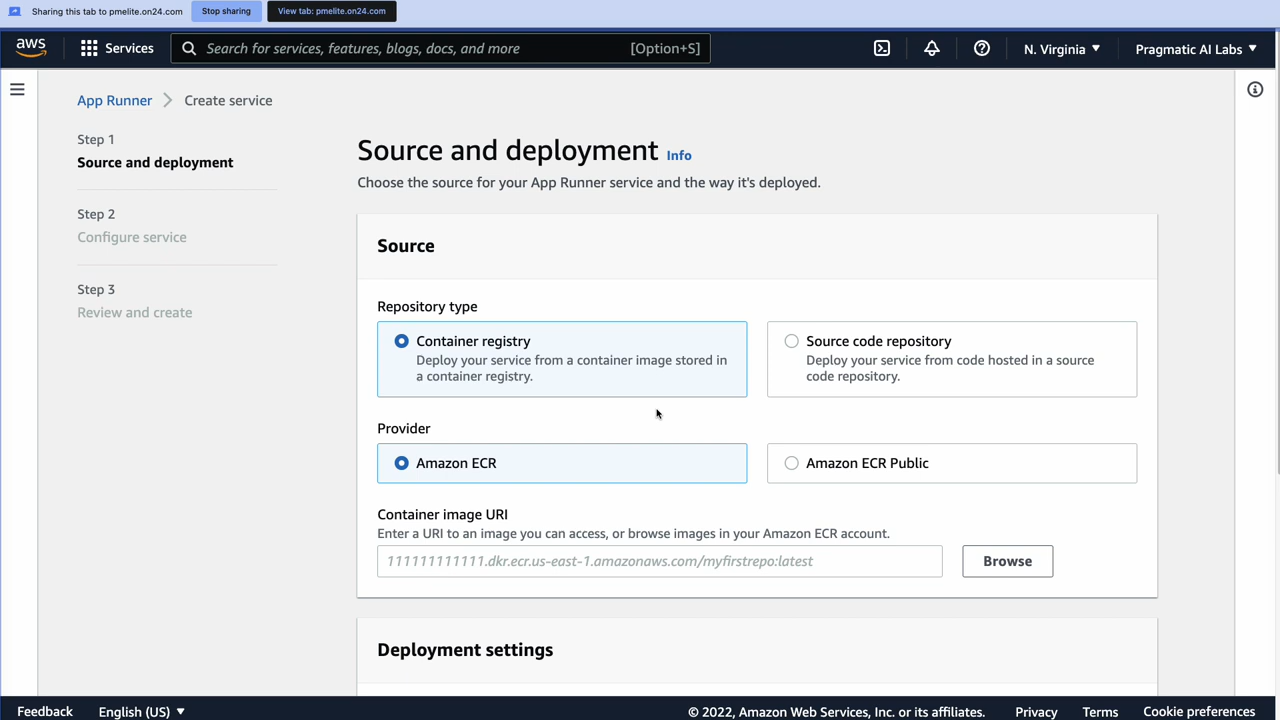 Sharing this tab to pmelite.on24.com Stop sharing View tab: pmelite.on24.com
aws Services Search for services, features, blogs, docs, and more [Option+S] N. Virginia ▼ Pragmatic AI Labs ▼
App Runner > Create service
Step 1
Source and deployment
Step 2
Configure service
Step 3
Review and create
Source and deployment Info
Choose the source for your App Runner service and the way it's deployed.
Source
Repository type
Container registry
Deploy your service from a container image stored in
a container registry.
Source code repository
Deploy your service from code hosted in a source
code repository.
Provider
Amazon ECR
Amazon ECR Public
Container image URI
Enter a URI to an image you can access, or browse images in your Amazon ECR account.
111111111111.dkr.ecr.us-east-1.amazonaws.com/myfirstrepo:latest
Browse
Deployment settings
Feedback English (US) ▼ © 2022, Amazon Web Services, Inc. or its affiliates. Privacy Terms Cookie preferences